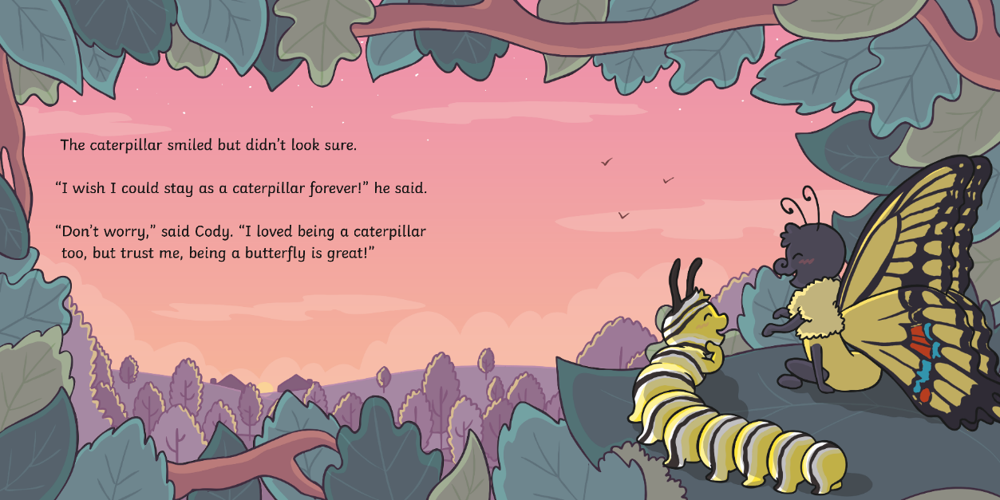 The caterpillar smiled but didn’t look sure.
“I wish I could stay as a caterpillar forever!” he said.
“Don’t worry,” said Cody. “I loved being a caterpillar
too, but trust me, being a butterfly is great!”